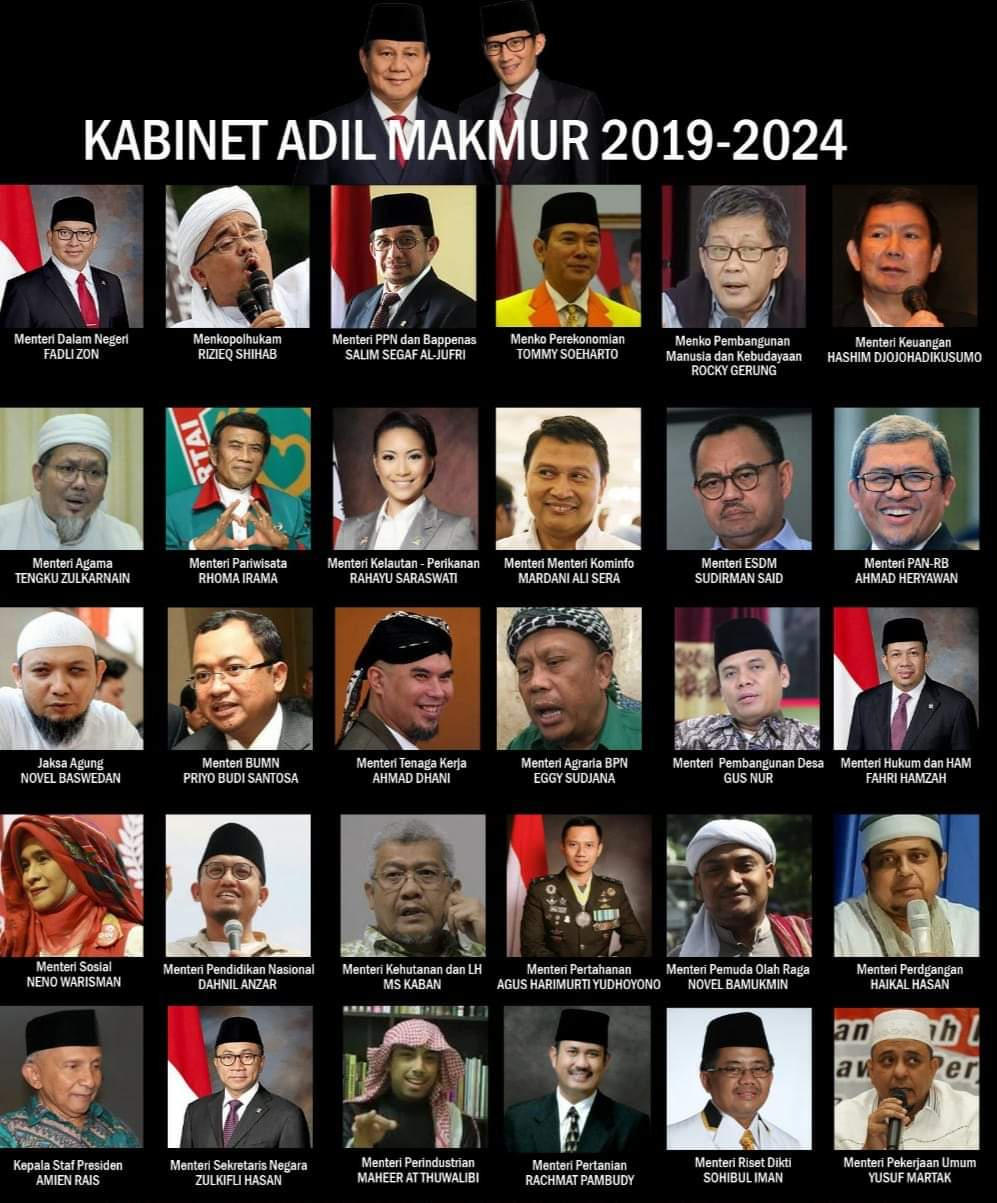 KABINET ADIL MAKMUR 2019-2024
Menteri Dalam Negeri
FADLI ZON
Menkopolhukam
RIZIEQ SHIHAB
Menteri PPN dan Bappenas
SALIM SEGAF AL-JUFRI
Menko Perekonomian
TOMMY SOEHARTO
Menko Pembangunan
Manusia dan Kebudayaan
ROCKY GERUNG
Menteri Keuangan
HASHIM DJOJOHADIKUSUMO
Menteri Agama
TENGKU ZULKARNAIN
RTAI
Menteri Pariwisata
RHOMA IRAMA
Menteri Kelautan - Perikanan
RAHAYU SARASWATI
Menteri Menteri Kominfo
MARDANI ALI SERA
Menteri ESDM
SUDIRMAN SAID
Menteri PAN-RB
AHMAD HERYAWAN
Jaksa Agung
NOVEL BASWEDAN
Menteri BUMN
PRIYO BUDI SANTOSA
Menteri Tenaga Kerja
AHMAD DHANI
Menteri Agraria BPN
EGGY SUDJANA
Menteri Pembangunan Desa
GUS NUR
Menteri Hukum dan HAM
FAHRI HAMZAH
Menteri Sosial
NENO WARISMAN
Menteri Pendidikan Nasional
DAHNIL ANZAR
Menteri Kehutanan dan LH
MS KABAN
Menteri Pertahanan
AGUS HARIMURTI YUDHOYONO
Menteri Pemuda Olah Raga
NOVEL BAMUKMIN
Menteri Perdgangan
HAIKAL HASAN
Kepala Staf Presiden
AMIEN RAIS
Menteri Sekretaris Negara
ZULKIFLI HASAN
Menteri Perindustrian
MAHEER AT THUWALIBI
Menteri Pertanian
RACHMAT PAMBUDY
Menteri Riset Dikti
SOHIBUL IMAN
Menteri Pekerjaan Umum
YUSUF MARTAK